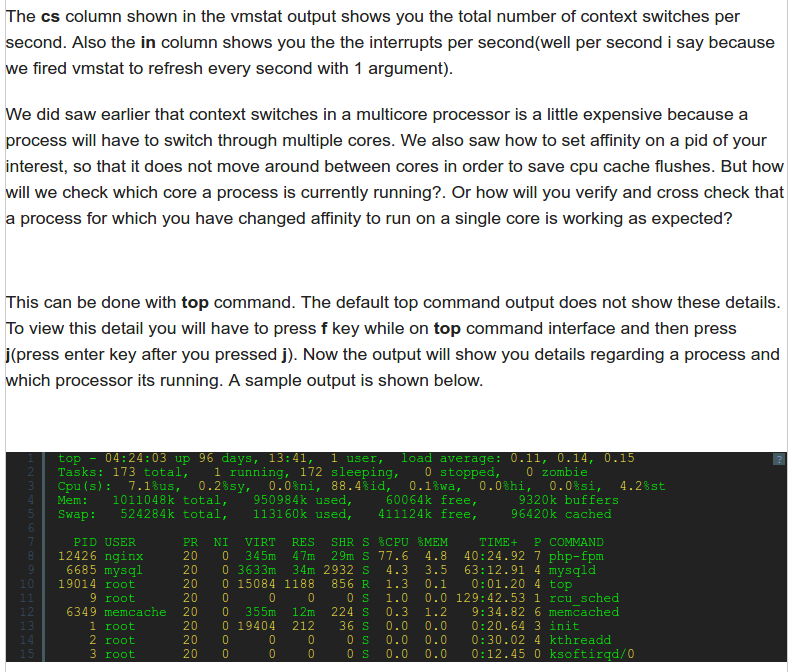 The cs column shown in the vmstat output shows you the total number of context switches per
second. Also the in column shows you the the interrupts per second(well per second i say because
we fired vmstat to refresh every second with 1 argument).
We did saw earlier that context switches in a multicore processor is a little expensive because a
process will have to switch through multiple cores. We also saw how to set affinity on a pid of your
interest, so that it does not move around between cores in order to save cpu cache flushes. But how
will we check which core a process is currently running?. Or how will you verify and cross check that
a process for which you have changed affinity to run on a single core is working as expected?
This can be done with top command. The default top command output does not show these details.
To view this detail you will have to press f key while on top command interface and then press
j(press enter key after you pressed j). Now the output will show you details regarding a process and
which processor its running. A sample output is shown below.
1 top - 04:24:03 up 96 days, 13:41, 1 user, load average: 0.11, 0.14, 0.15 ?
2 Tasks: 173 total, 1 running, 172 sleeping, 0 stopped, 0 zombie
3 Cpu(s): 7.1%us, 0.2%sy, 0.0%ni, 88.4%id, 0.1%wa, 0.0%hi, 0.0%si, 4.2%st
4 Mem: 1011048k total, 950984k used, 60064k free, 9320k buffers
5 Swap: 524284k total, 113160k used, 411124k free, 96420k cached
6
7 PID USER PR NI VIRT RES SHR S %CPU %MEM TIME+ P COMMAND
8 12426 nginx 20 0 345m 47m 29m S 77.6 4.8 40:24.92 7 php-fpm
9 6685 mysql 20 0 3633m 34m 2932 S 4.3 3.5 63:12.91 4 mysqld
10 19014 root 20 0 15084 1188 856 R 1.3 0.1 0:01.20 4 top
11 9 root 20 0 0 0 0 S 1.0 0.0 129:42.53 1 rcu_sched
12 6349 memcache 20 0 355m 12m 224 S 0.3 1.2 9:34.82 6 memcached
13 1 root 20 0 19404 212 36 S 0.0 0.0 0:20.64 3 init
14 2 root 20 0 0 0 0 S 0.0 0.0 0:30.02 4 kthreadd
15 3 root 20 0 0 0 0 S 0.0 0.0 0:12.45 0 ksoftirqd/0